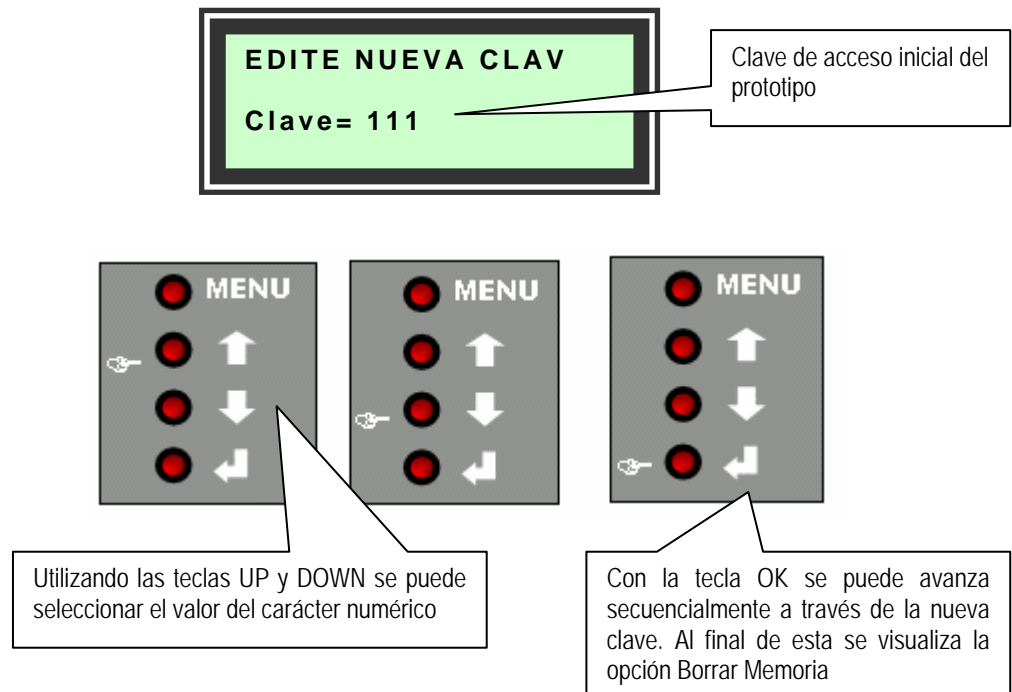 EDITE NUEVA CLAV
Clave= 111
Clave de acceso inicial del
prototipo
MENU
MENU
MENU
Utilizando las teclas UP y DOWN se puede
seleccionar el valor del carácter numérico
Con la tecla OK se puede avanza
secuencialmente a través de la nueva
clave. Al final de esta se visualiza la
opción Borrar Memoria